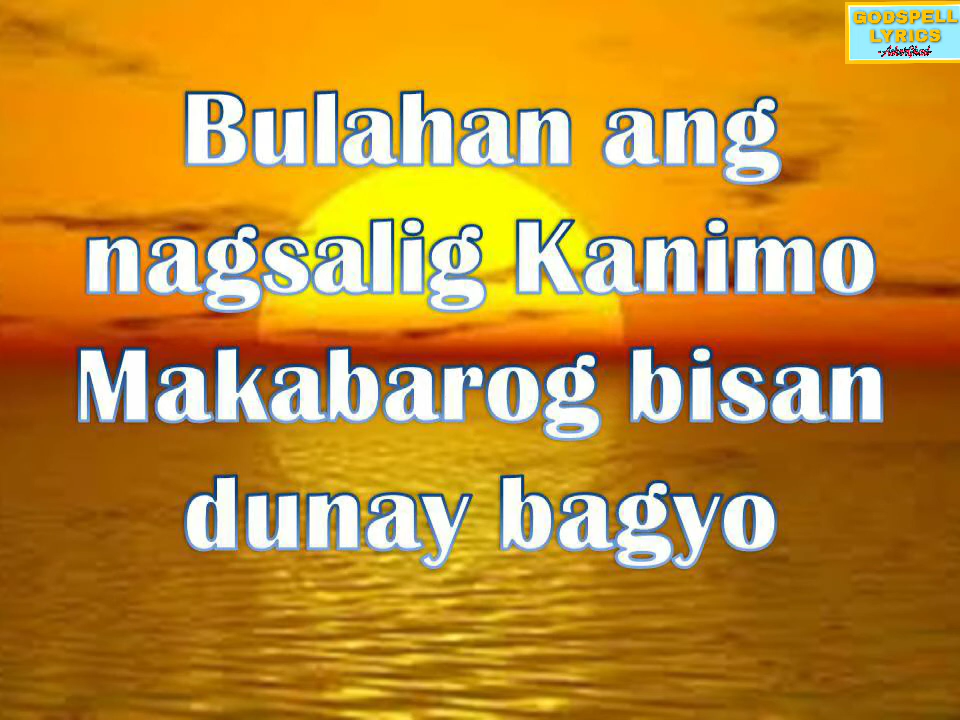 GODSPELL
LYRICS
Bulahan ang
nagsalig Kanimo
Makabarog bisan
dunay bagyo